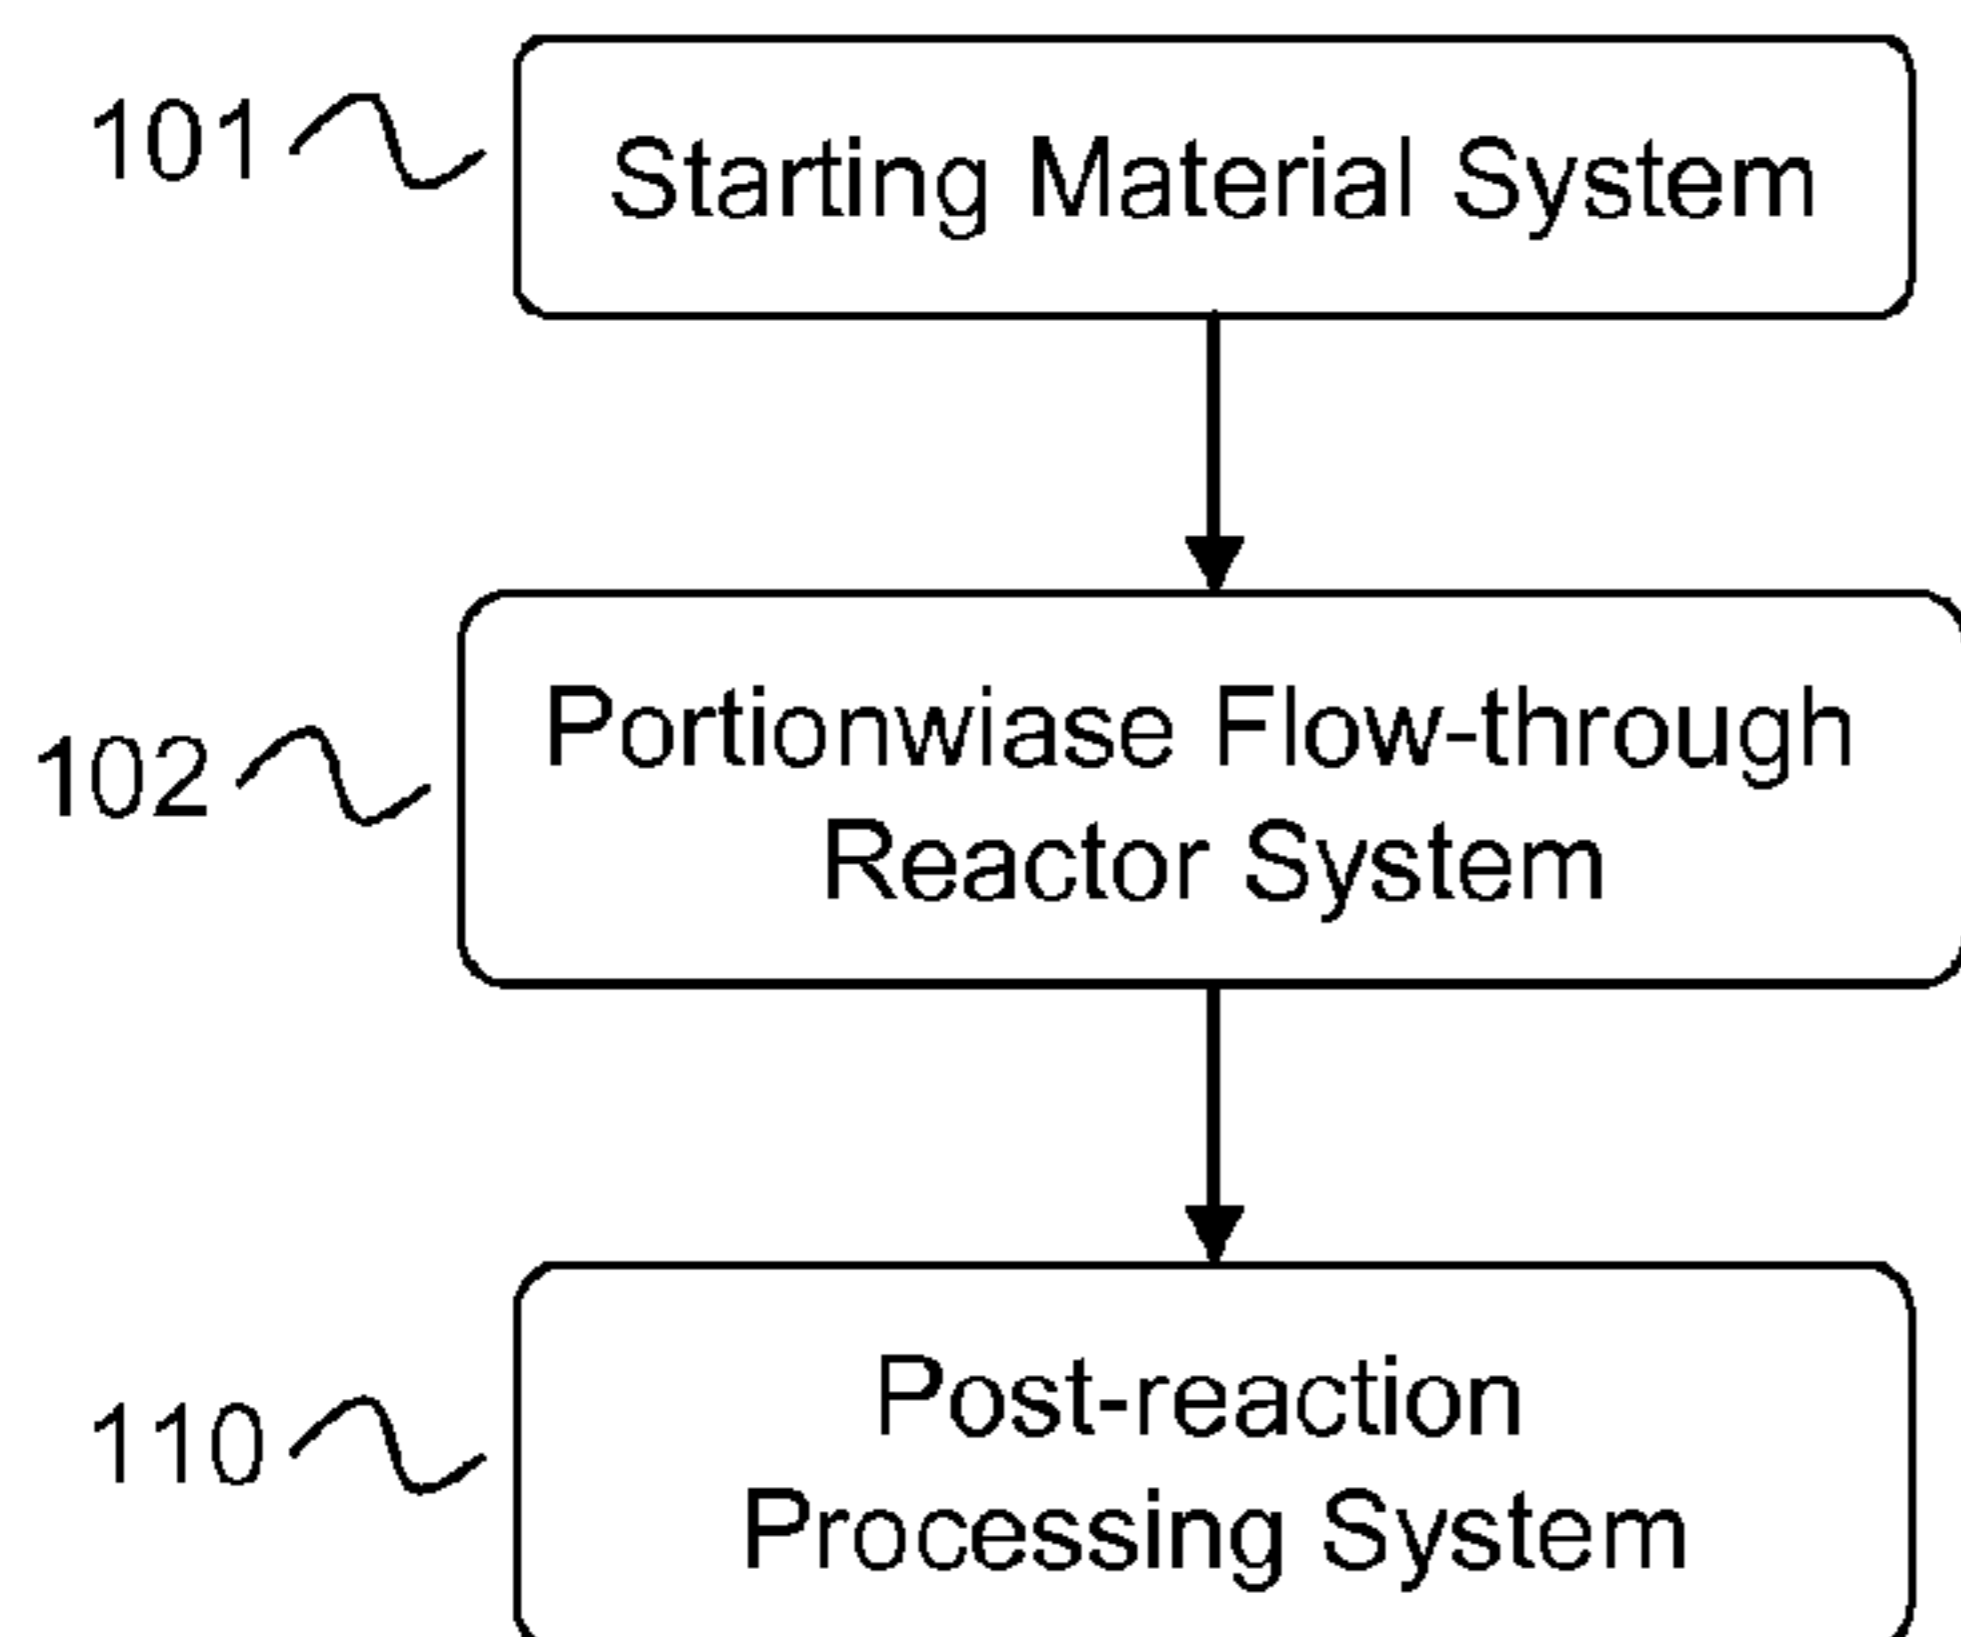 101
Starting Material System
102
Portionwiase Flow-through
Reactor System
110
Post-reaction
Processing System